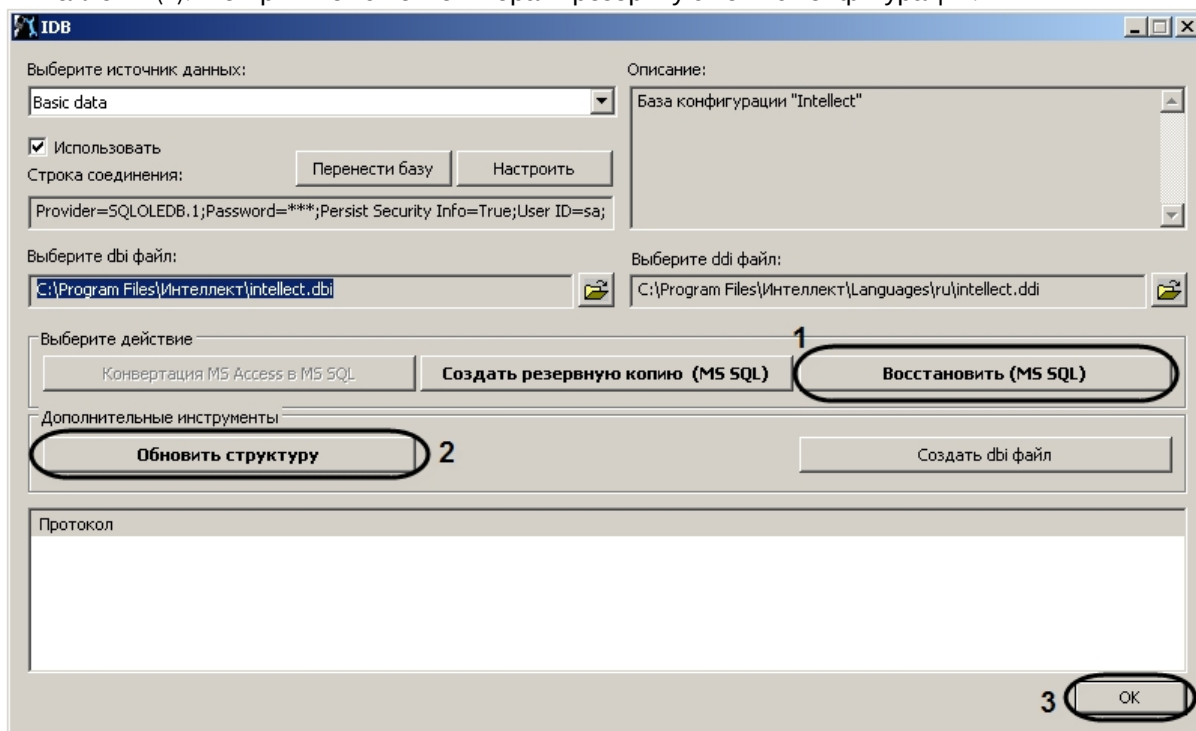 IDB
Выберите источник данных:
Описание:
Basic data
База конфигурации "Intellect"
Использовать
Строка соединения:
Перенести базу
Настроить
Provider=SQLOLEDB.1;Password=***;Persist Security Info=True;User ID=sa;
Выберите dbi файл:
Выберите ddi файл:
C:\Program Files\Интеллект\intellect.dbi
C:\Program Files\Интеллект\Languages\ru\intellect.ddi
Выберите действие
1
Конвертация MS Access в MS SQL
Создать резервную копию (MS SQL)
Восстановить (MS SQL)
Дополнительные инструменты
Обновить структуру
2
Создать dbi файл
Протокол
3
OK